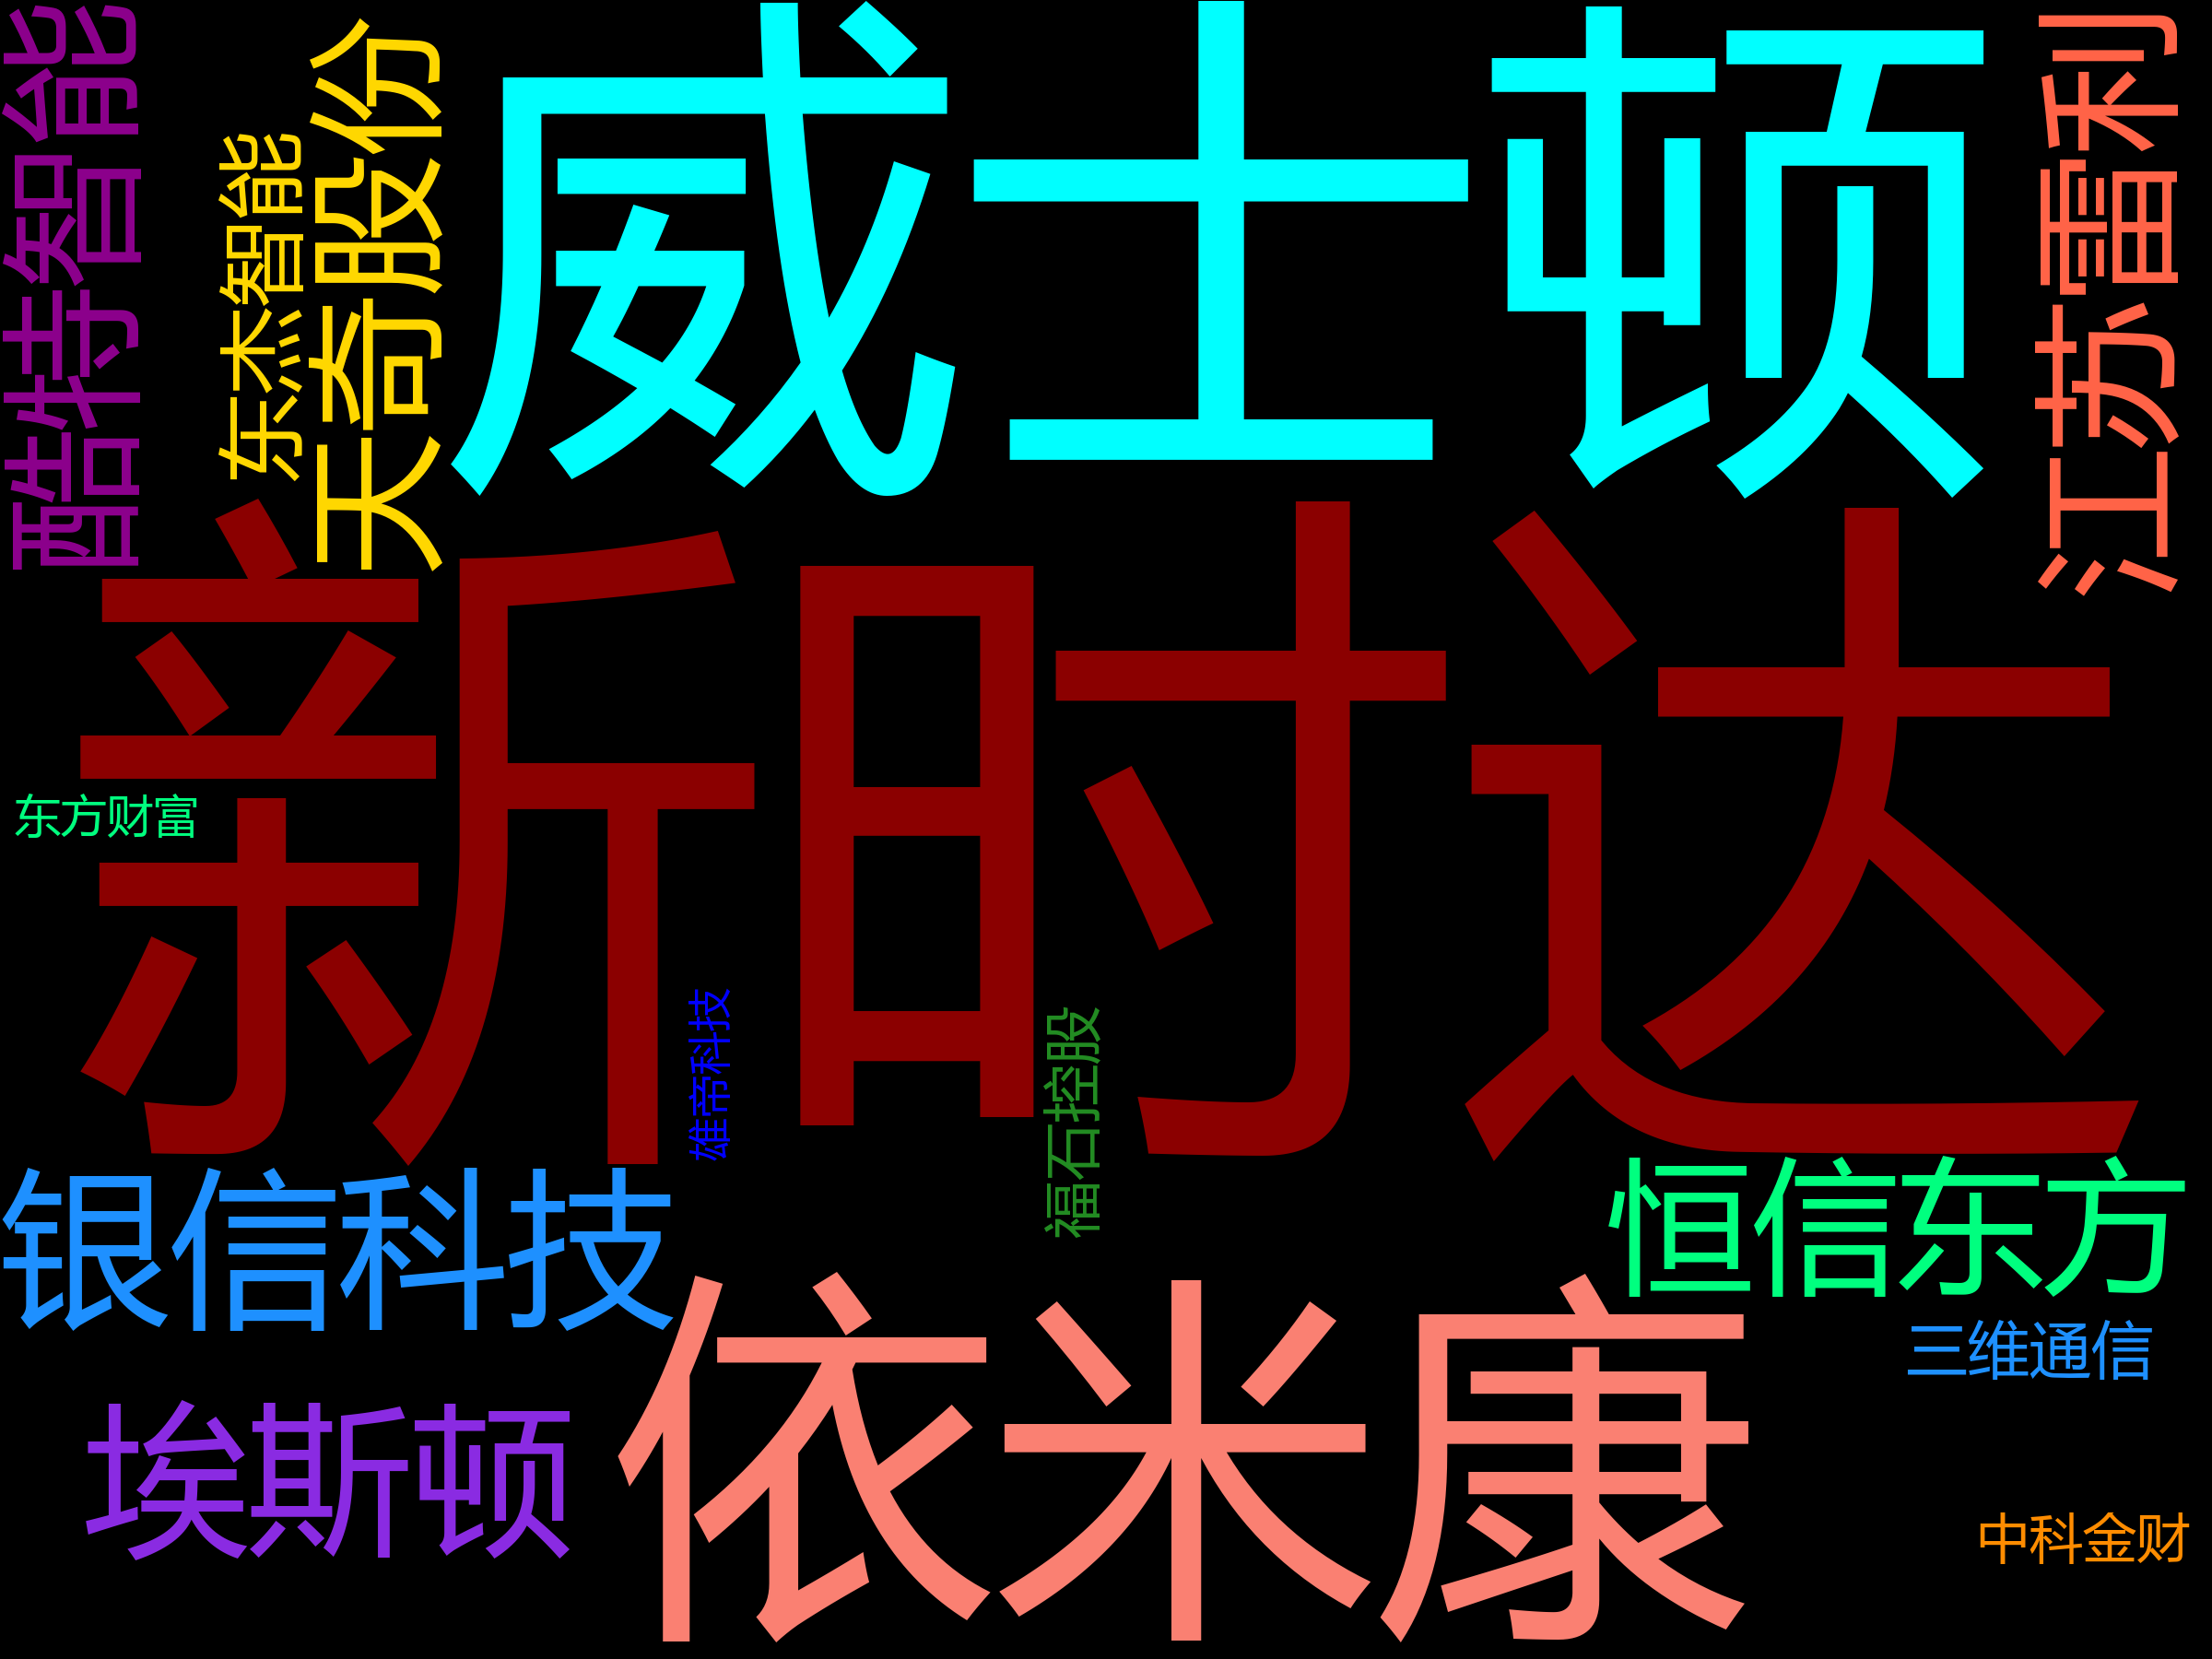 酷特智能
乐惠智能
天奇股份
威士顿
江苏雷利
新时达
东方财富
雄帝科技
福石控股
银信科技
恒信东方
三维通信
埃斯顿
依米康
中科金财